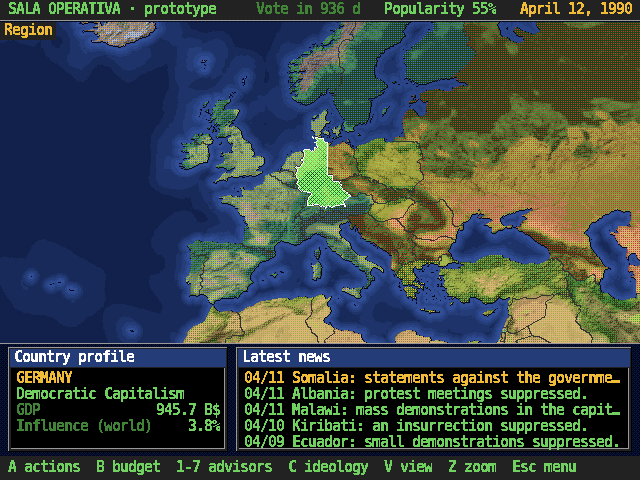 SALA OPERATIVA · prototype Vote in 936 d Popularity 55% April 12, 1990
Region
Country profile
GERMANY
Democratic Capitalism
GDP 945.7 B$
Influence (world) 3.8%
Latest news
04/11 Somalia: statements against the governme…
04/11 Albania: protest meetings suppressed.
04/11 Malawi: mass demonstrations in the capit…
04/10 Kiribati: an insurrection suppressed.
04/09 Ecuador: small demonstrations suppressed.
A actions B budget 1-7 advisors C ideology V view Z zoom Esc menu